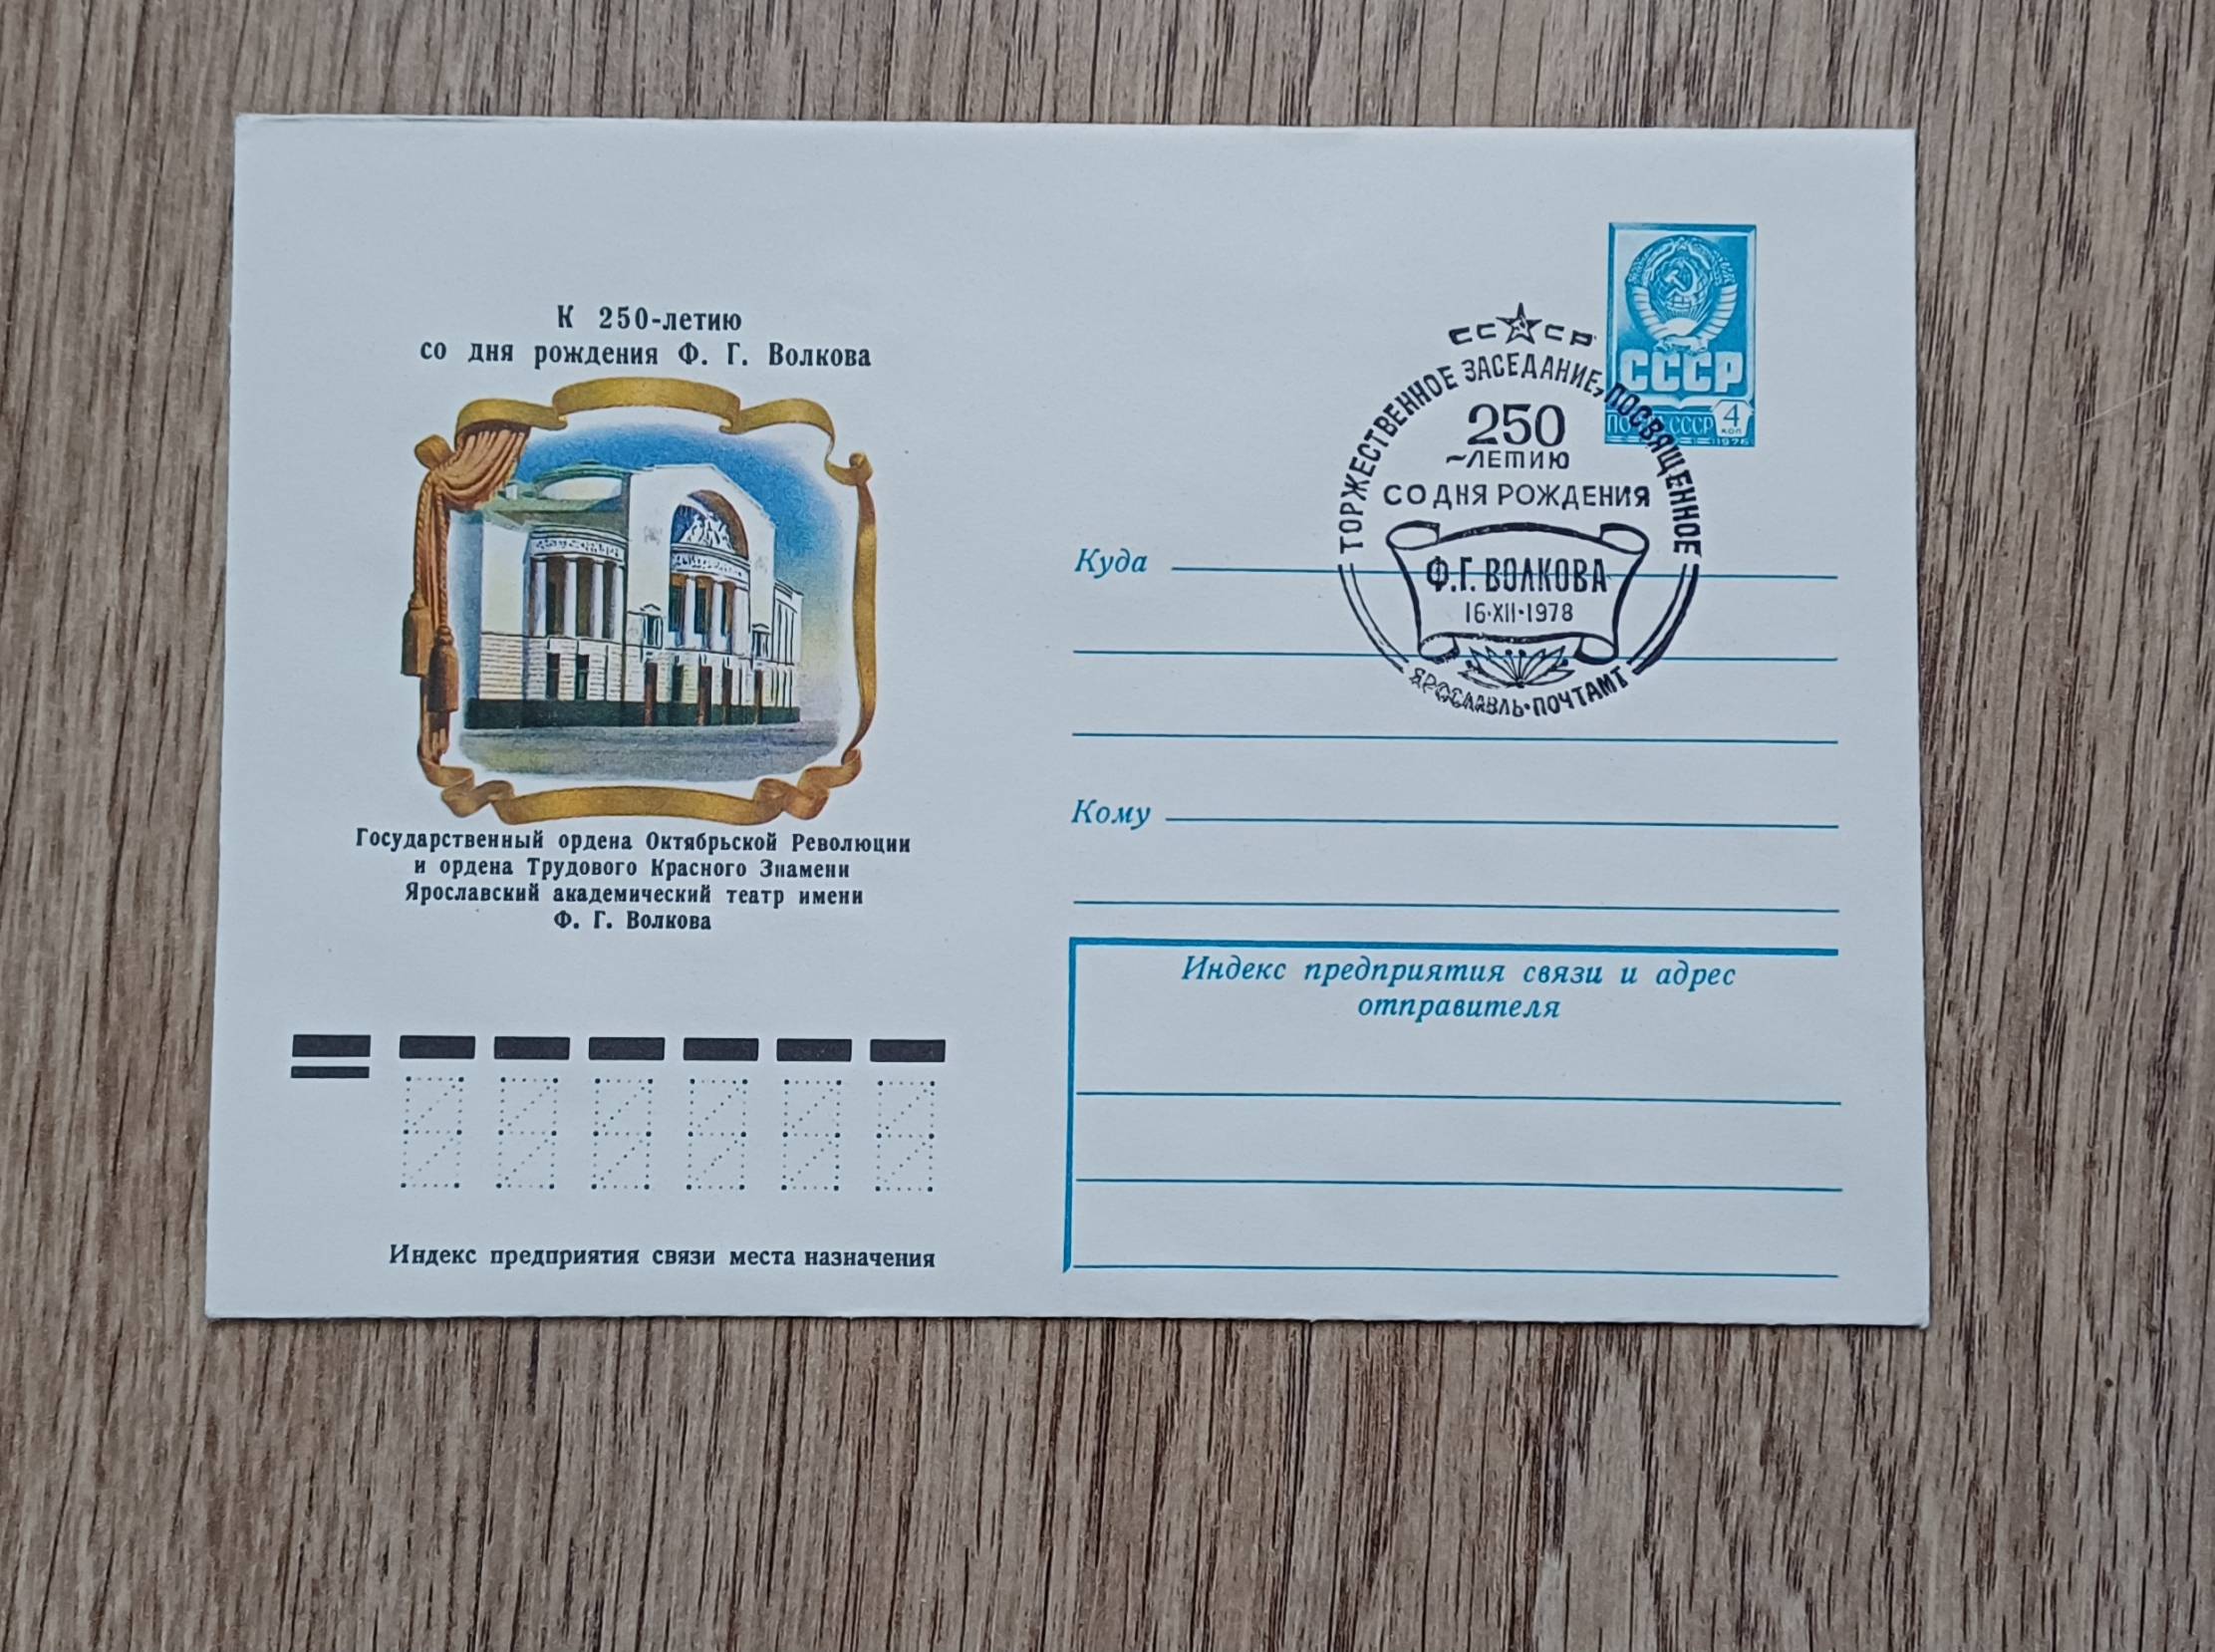 К 250-летию
со дня рождения Ф. Г. Волкова
Государственный ордена Октябрьской Революции
и ордена Трудового Красного Знамени
Ярославский академический театр имени
Ф. Г. Волкова
Индекс предприятия связи места назначения
СССР
4
КОП
СССР
1976
СССР
ТОРЖЕСТВЕННОЕ ЗАСЕДАНИЕ, ПОСВЯЩЕННОЕ
250
-ЛЕТИЮ
СО ДНЯ РОЖДЕНИЯ
Ф.Г. ВОЛКОВА
16·XII·1978
ЯРОСЛАВЛЬ·ПОЧТАМТ
Куда
Кому
Индекс предприятия связи и адрес
отправителя